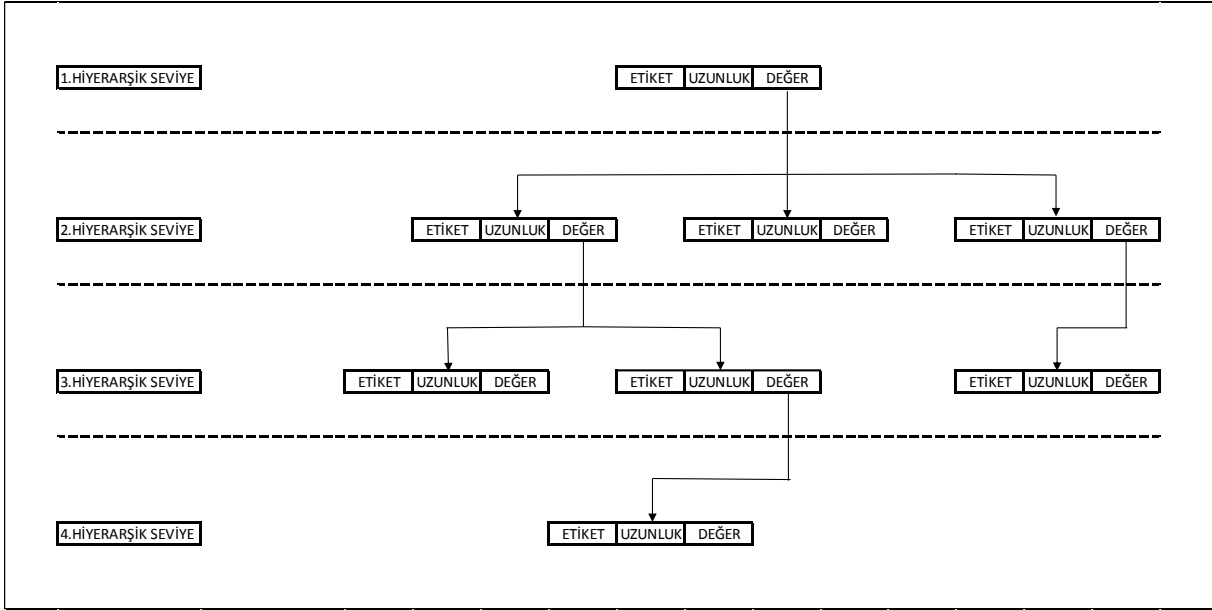 1.HİYERARŞİK SEVİYE ETİKET UZUNLUK DEĞER
2.HİYERARŞİK SEVİYE ETİKET UZUNLUK DEĞER ETİKET UZUNLUK DEĞER ETİKET UZUNLUK DEĞER
3.HİYERARŞİK SEVİYE ETİKET UZUNLUK DEĞER ETİKET UZUNLUK DEĞER ETİKET UZUNLUK DEĞER
4.HİYERARŞİK SEVİYE ETİKET UZUNLUK DEĞER